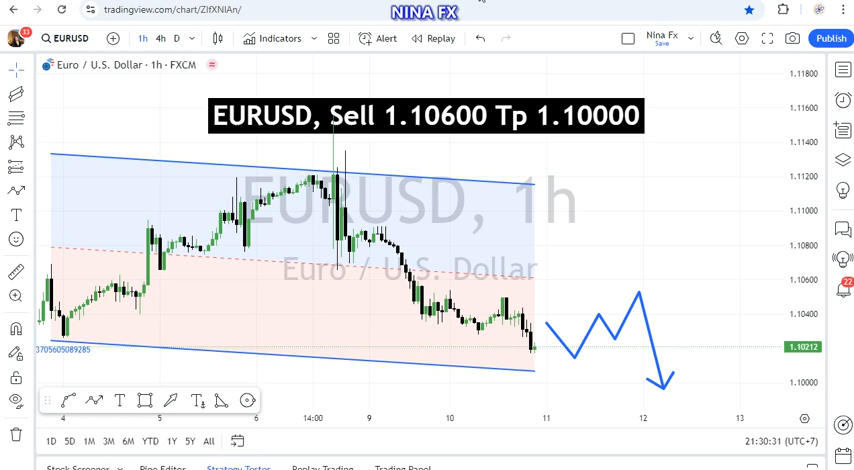 tradingview.com/chart/ZIfXNIAn/
NINA FX
33
EURUSD
1h 4h D
Indicators
Alert
Replay
Nina Fx
Save
Publish
Euro / U.S. Dollar · 1h · FXCM
EURUSD, Sell 1.10600 Tp 1.10000
EURUSD, 1h
Euro / U.S. Dollar
1.11800
1.11600
1.11400
1.11200
1.11000
1.10800
1.10600
1.10400
1.10212
1.10000
22
3705605089285
4 5 6 14:00 9 10 11 12 13
1D 5D 1M 3M 6M YTD 1Y 5Y All
21:30:31 (UTC+7)
Stock Screener Pine Editor Strategy Tester Replay Trading Trading Panel